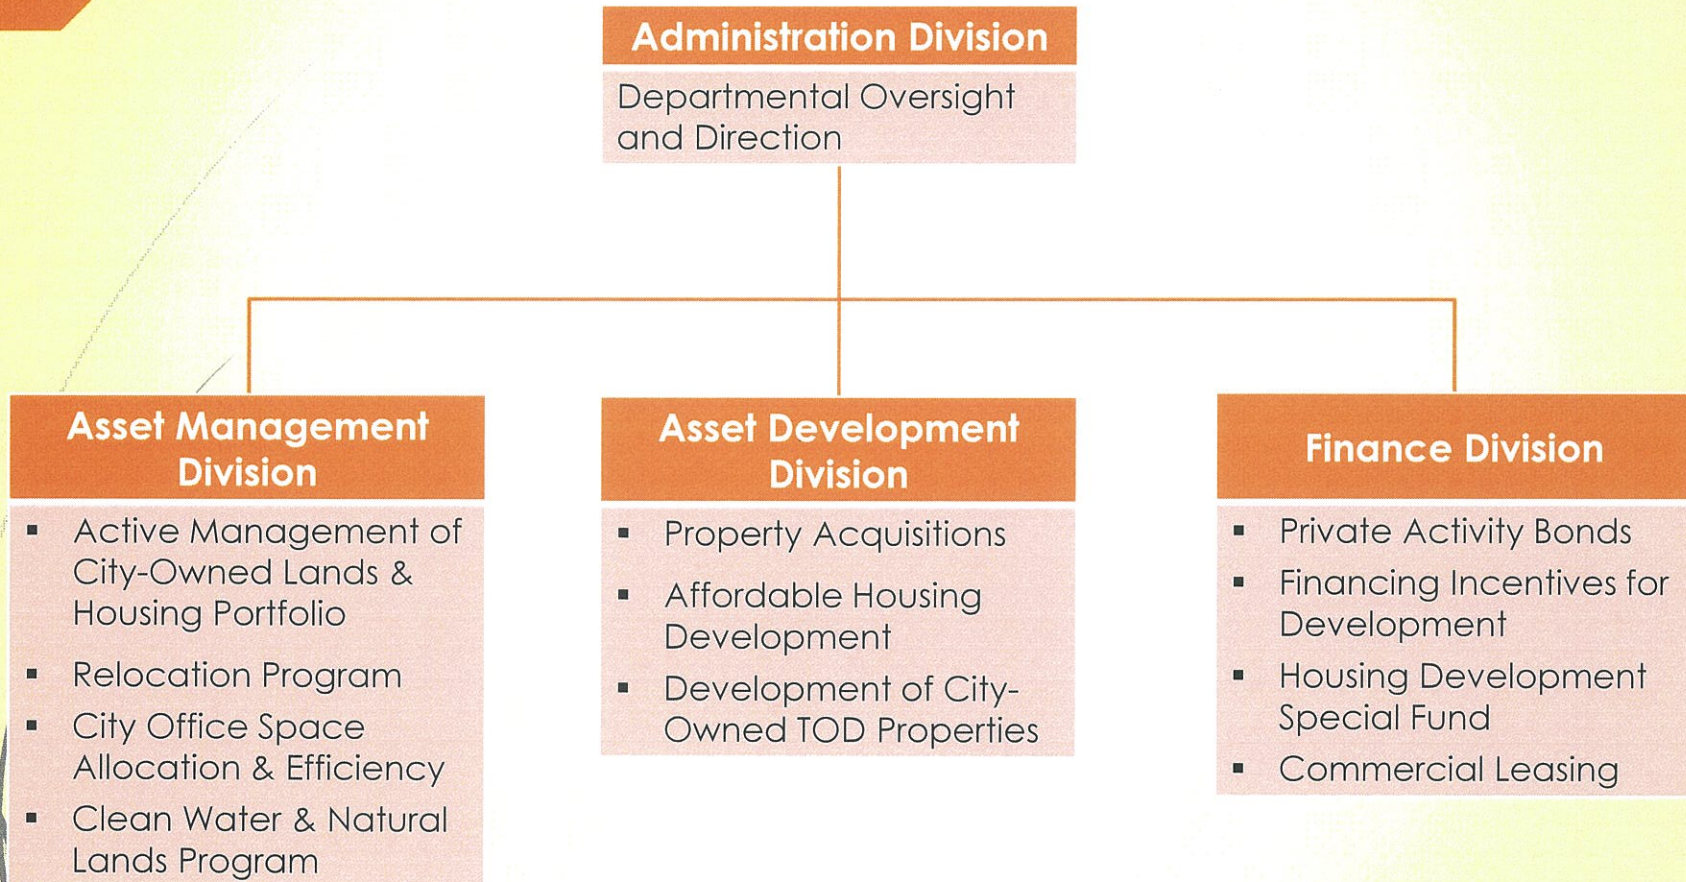 Administration Division
Departmental Oversight
and Direction
Asset Management
Division
▪ Active Management of
City-Owned Lands &
Housing Portfolio
▪ Relocation Program
▪ City Office Space
Allocation & Efficiency
▪ Clean Water & Natural
Lands Program
Asset Development
Division
▪ Property Acquisitions
▪ Affordable Housing
Development
▪ Development of City-
Owned TOD Properties
Finance Division
▪ Private Activity Bonds
▪ Financing Incentives for
Development
▪ Housing Development
Special Fund
▪ Commercial Leasing